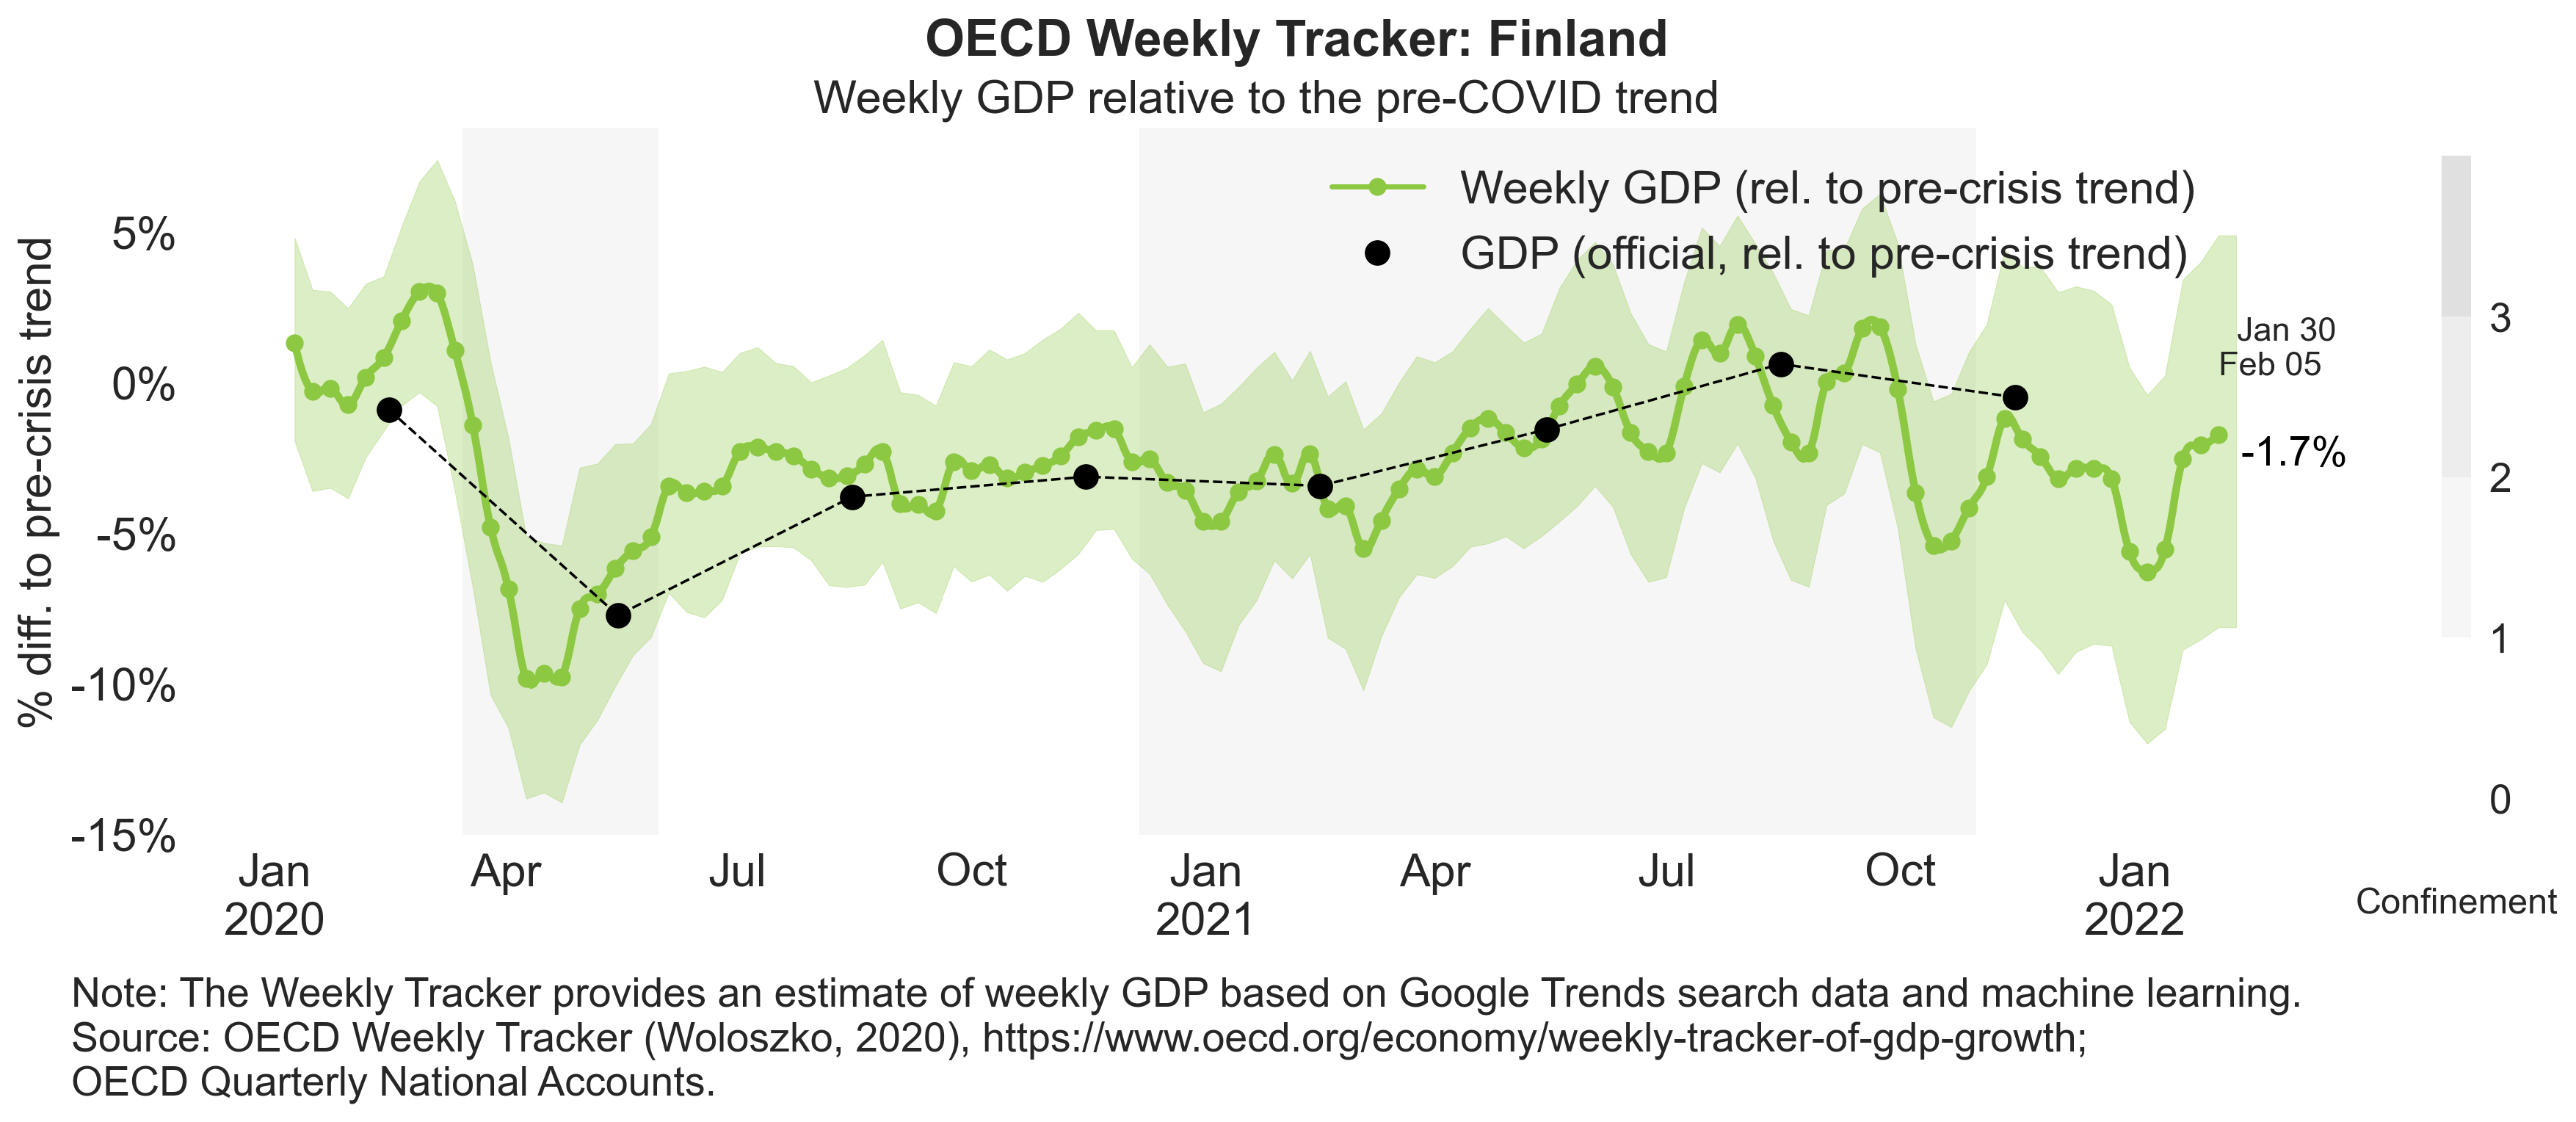 OECD Weekly Tracker: Finland
Weekly GDP relative to the pre-COVID trend
% diff. to pre-crisis trend
5%
0%
-5%
-10%
-15%
Weekly GDP (rel. to pre-crisis trend)
GDP (official, rel. to pre-crisis trend)
Jan 30
Feb 05
-1.7%
3
2
1
0
Confinement
Jan Apr Jul Oct Jan Apr Jul Oct Jan
2020 2021 2022
Note: The Weekly Tracker provides an estimate of weekly GDP based on Google Trends search data and machine learning.
Source: OECD Weekly Tracker (Woloszko, 2020), https://www.oecd.org/economy/weekly-tracker-of-gdp-growth;
OECD Quarterly National Accounts.